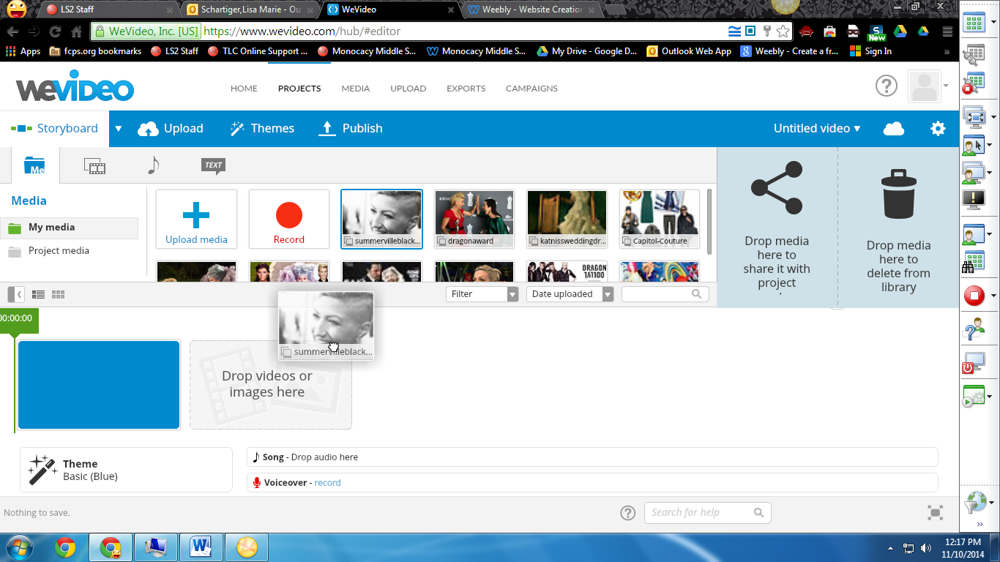 LS2 Staff
Schartiger,Lisa Marie - Ou
WeVideo
Weebly - Website Creation
WeVideo, Inc. [US]
https://www.wevideo.com/hub/#editor
New
Apps
fcps.org bookmarks
LS2 Staff
TLC Online Support ...
Monocacy Middle S...
Monocacy Middle S...
My Drive - Google D...
Outlook Web App
Weebly - Create a fr...
Sign In
»
WEVIDEO
HOME
PROJECTS
MEDIA
UPLOAD
EXPORTS
CAMPAIGNS
?
Storyboard
Upload
Themes
Publish
Untitled video
Me
TEXT
Media
My media
Project media
Upload media
Record
summervilleblack...
dragonaward
katnissweddingdr...
Capitol-Couture
DRAGON
1A1100
Drop media
here to
share it with
project
Drop media
here to
delete from
library
Filter
Date uploaded
00:00:00
summervilleblack...
Drop videos or
images here
Theme
Basic (Blue)
Song - Drop audio here
Voiceover - record
Nothing to save.
?
Search for help
»
12:17 PM
11/10/2014